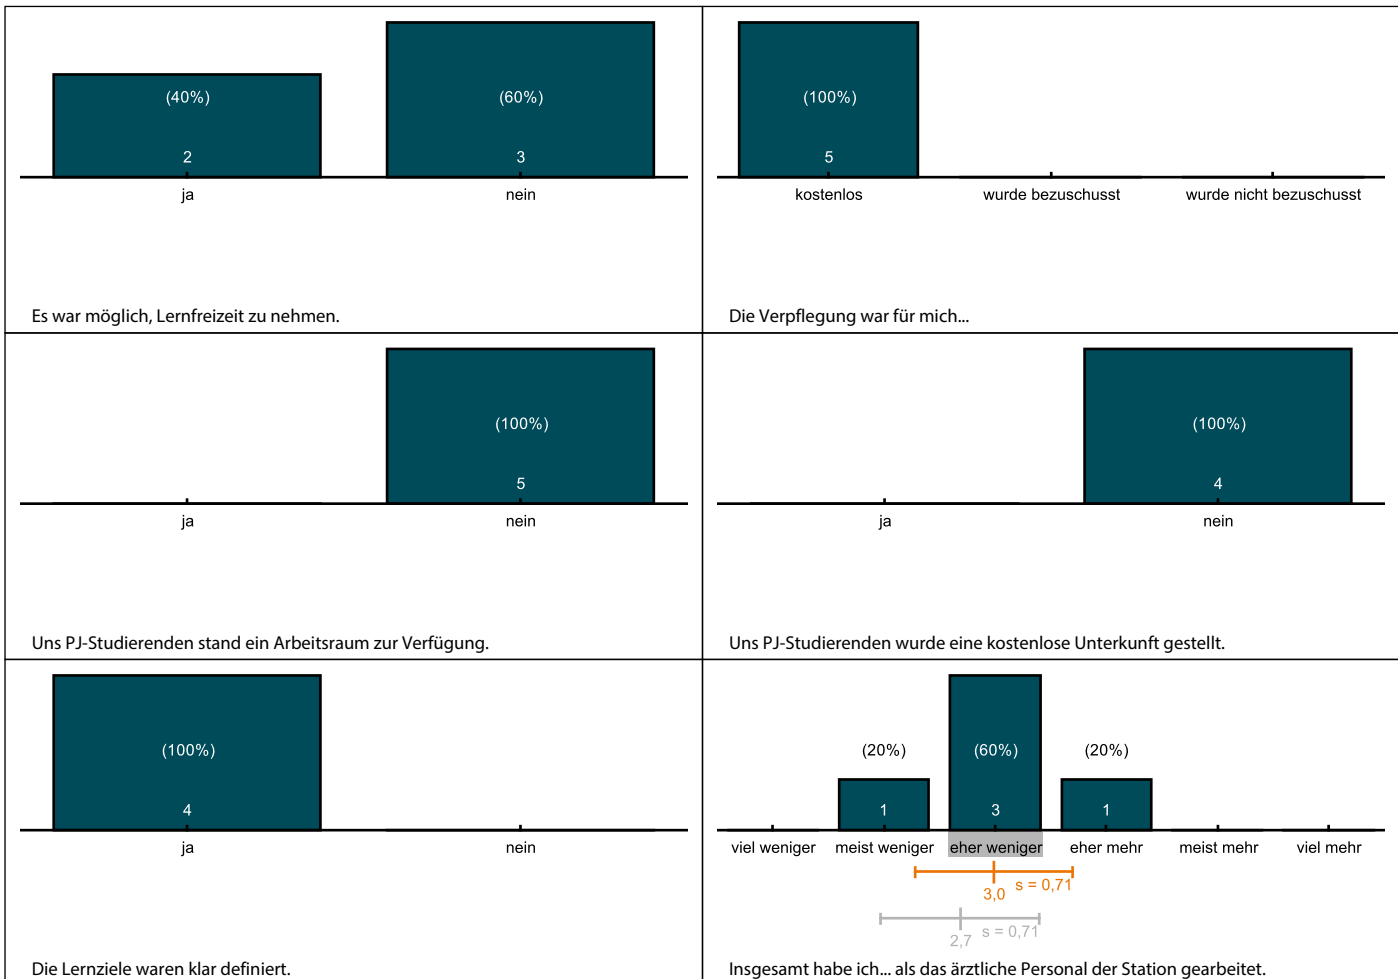 (40%)
(60%)
2
3
ja
nein
Es war möglich, Lernfreizeit zu nehmen.
(100%)
5
kostenlos
wurde bezuschusst
wurde nicht bezuschusst
Die Verpflegung war für mich...
(100%)
5
ja
nein
Uns PJ-Studierenden stand ein Arbeitsraum zur Verfügung.
(100%)
4
ja
nein
Uns PJ-Studierenden wurde eine kostenlose Unterkunft gestellt.
(100%)
4
ja
nein
Die Lernziele waren klar definiert.
(20%)
(60%)
(20%)
1
3
1
viel weniger
meist weniger
eher weniger
eher mehr
meist mehr
viel mehr
3,0
s = 0,71
2,7
s = 0,71
Insgesamt habe ich... als das ärztliche Personal der Station gearbeitet.